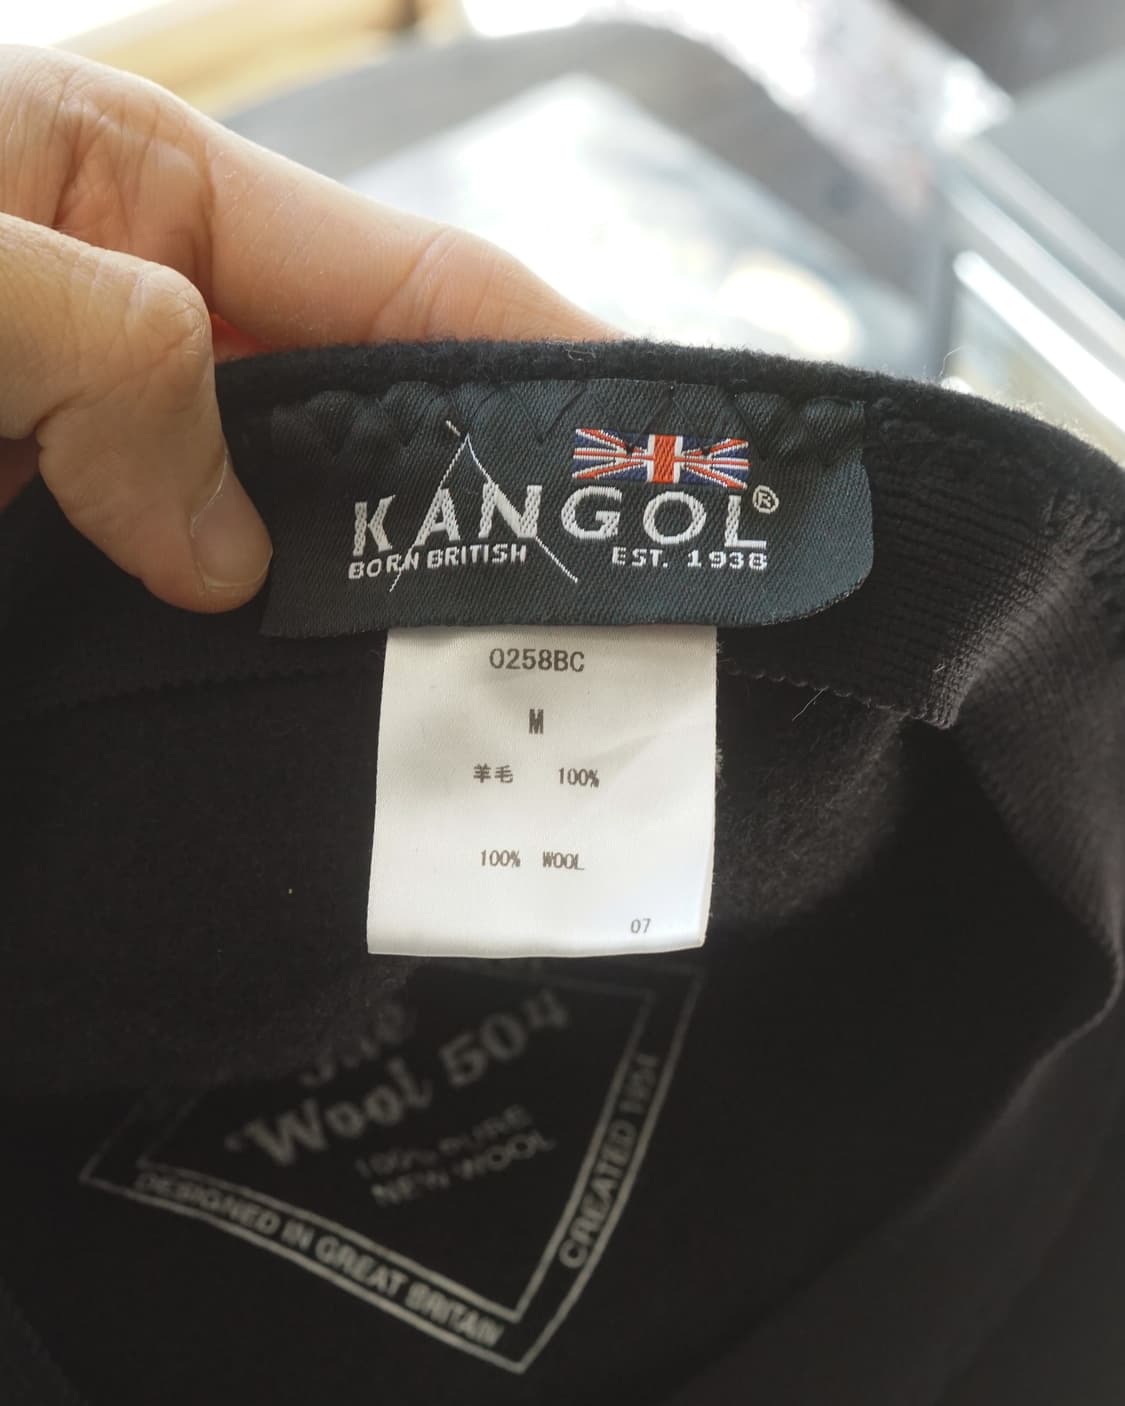 KANGOL®
BORN BRITISH EST. 1938
0258BC
M
羊毛 100%
100% WOOL
07
Wool 504
100% PURE
NEW WOOL
DESIGNED IN GREAT BRITAIN
CREATED 1954